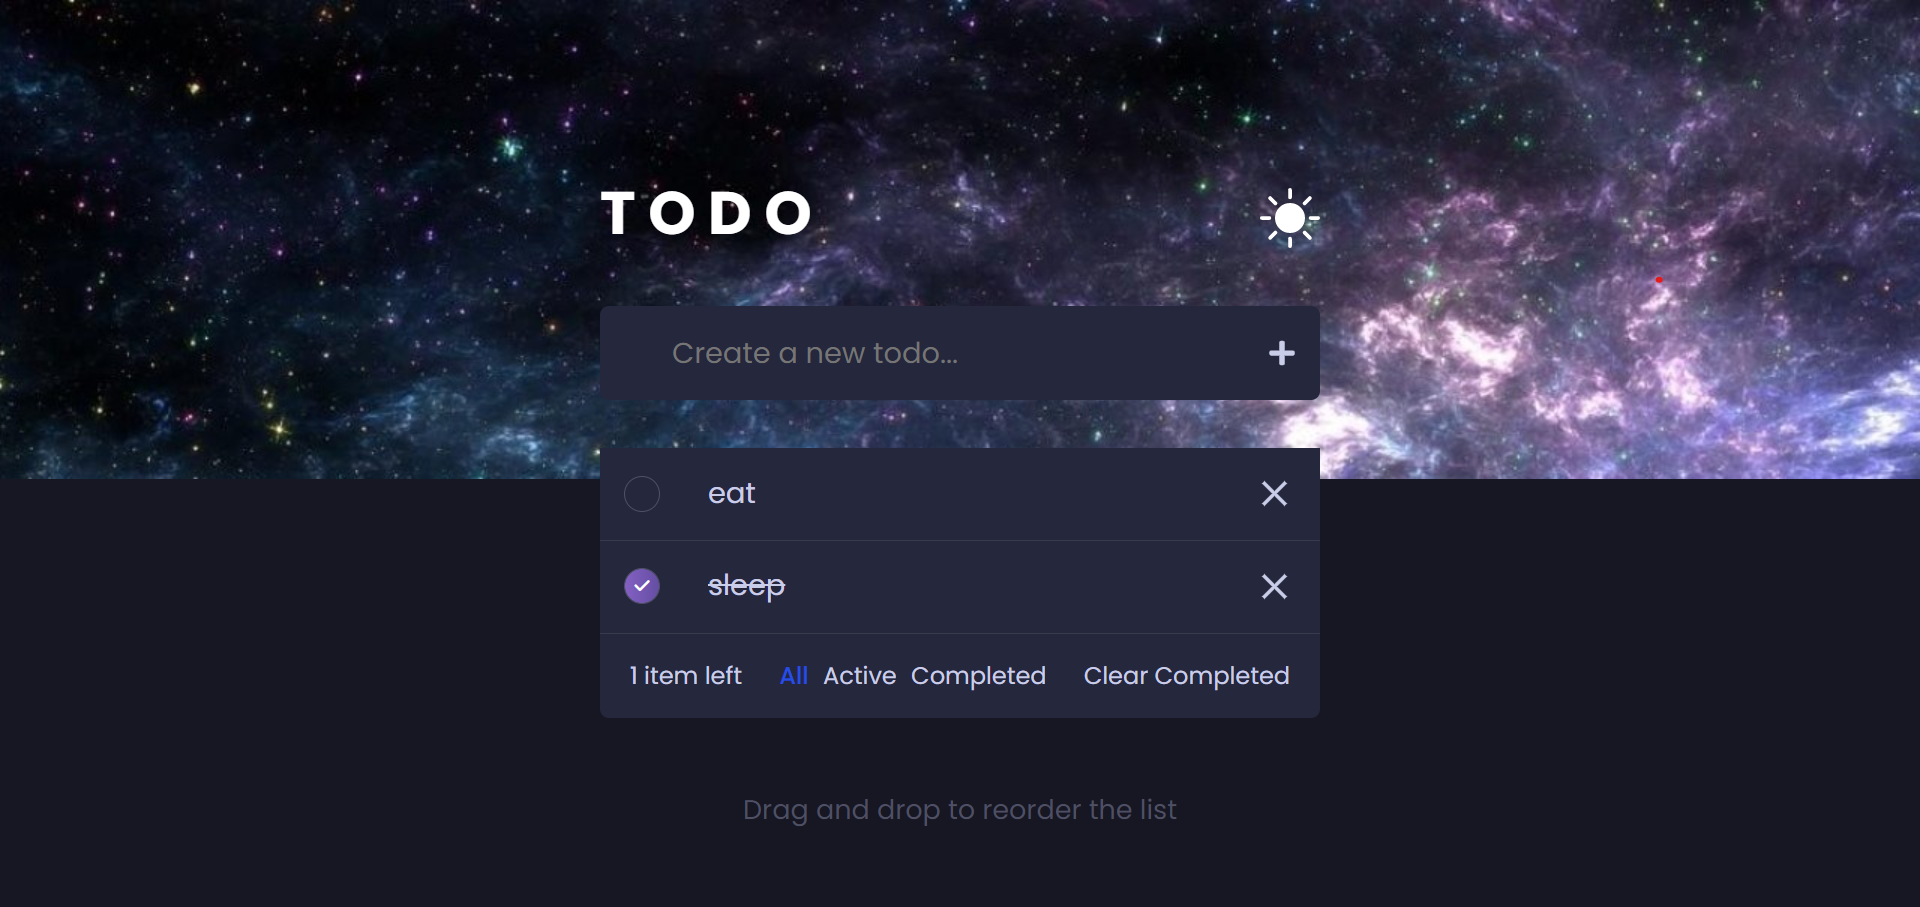 TODO
Create a new todo...
eat
sleep
1 item left All Active Completed Clear Completed
Drag and drop to reorder the list